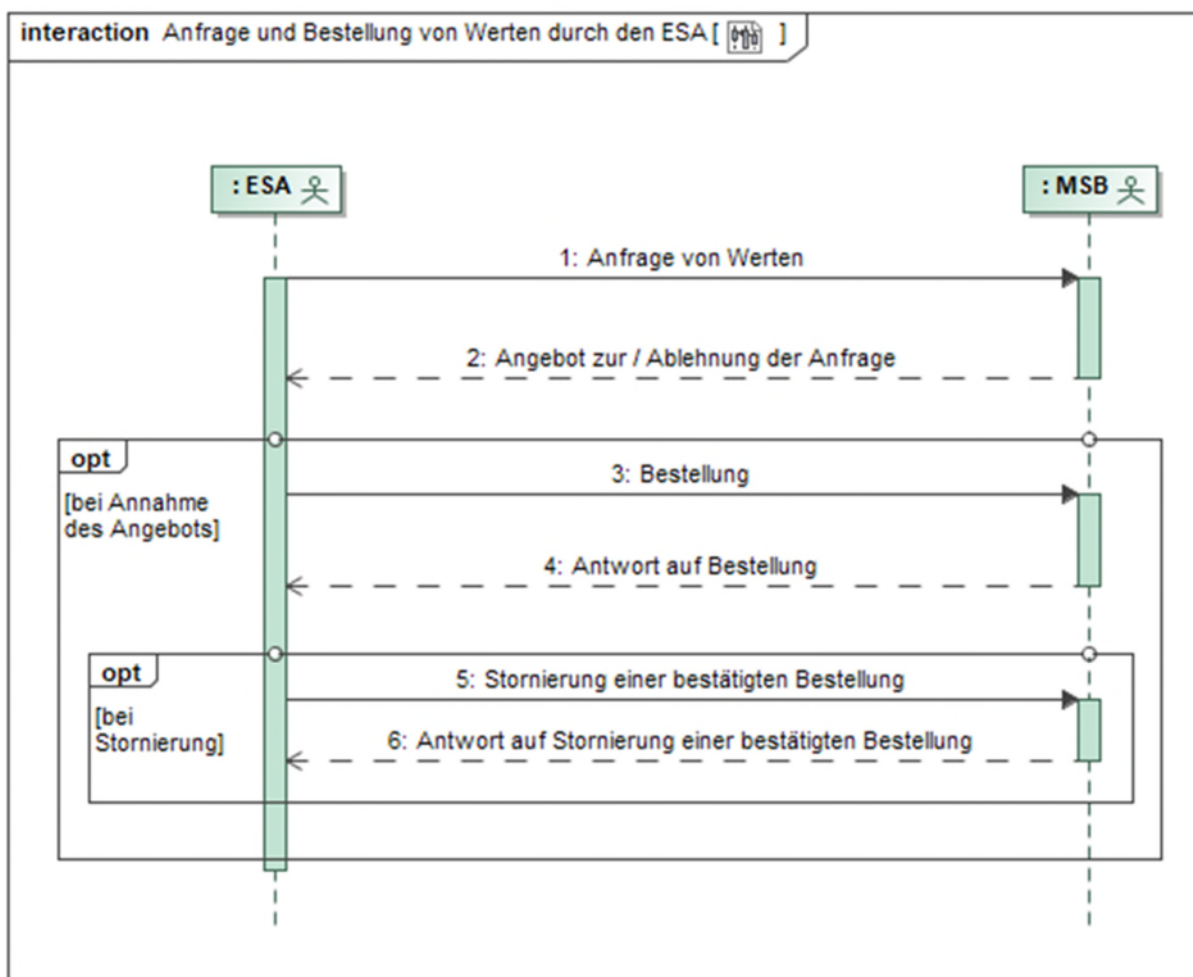 interaction Anfrage und Bestellung von Werten durch den ESA [ ]
: ESA
: MSB
1: Anfrage von Werten
2: Angebot zur / Ablehnung der Anfrage
opt
[bei Annahme
des Angebots]
3: Bestellung
4: Antwort auf Bestellung
opt
[bei
Stornierung]
5: Stornierung einer bestätigten Bestellung
6: Antwort auf Stornierung einer bestätigten Bestellung